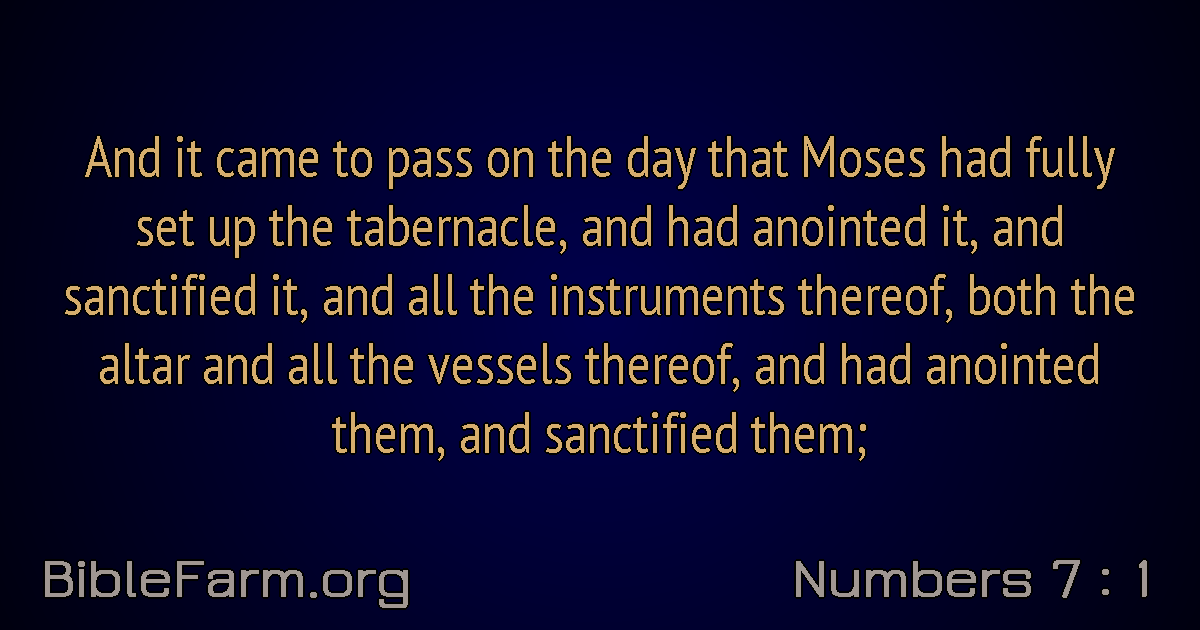 And it came to pass on the day that Moses had fully
set up the tabernacle, and had anointed it, and
sanctified it, and all the instruments thereof, both the
altar and all the vessels thereof, and had anointed
them, and sanctified them;
BibleFarm.org
Numbers 7 : 1